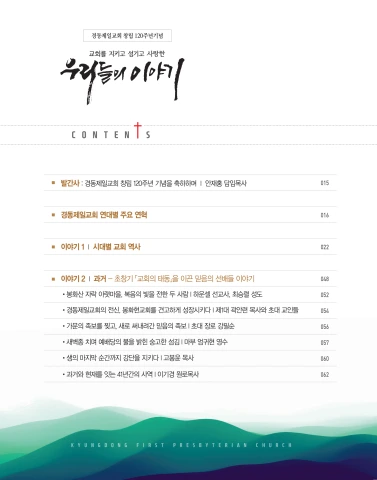 경동제일교회 창립 120주년기념
교회를 지키고 섬기고 사랑한
우리들의 이야기
CONTENTS
발간사 : 경동제일교회 창립 120주년 기념을 축하하며 | 인재홍 담임목사 015
경동제일교회 연대별 주요 연혁 016
이야기 1 | 시대별 교회 역사 022
이야기 2 | 과거 - 초창기 「교회의 태동」을 이끈 믿음의 선배들 이야기 048
• 봉화산 자락 아랫마을, 복음의 빛을 전한 두 사람 | 하운셀 선교사, 최승렬 성도 052
• 경동제일교회의 전신, 봉화현교회를 견고하게 성장시키다 | 제1대 곽안련 목사와 초대 교인들 054
• 가문의 족보를 찢고, 새로 써내려간 믿음의 족보 | 초대 장로 강필순 056
• 새벽종 치며 예배당의 불을 밝힌 숭고한 섬김 | 마부 엄귀현 영수 057
• 생의 마지막 순간까지 강단을 지키다 | 고봉윤 목사 060
• 과거와 현재를 잇는 41년간의 사역 | 이기경 원로목사 062
KYUNGDONG FIRST PRESBYTERIAN CHURCH